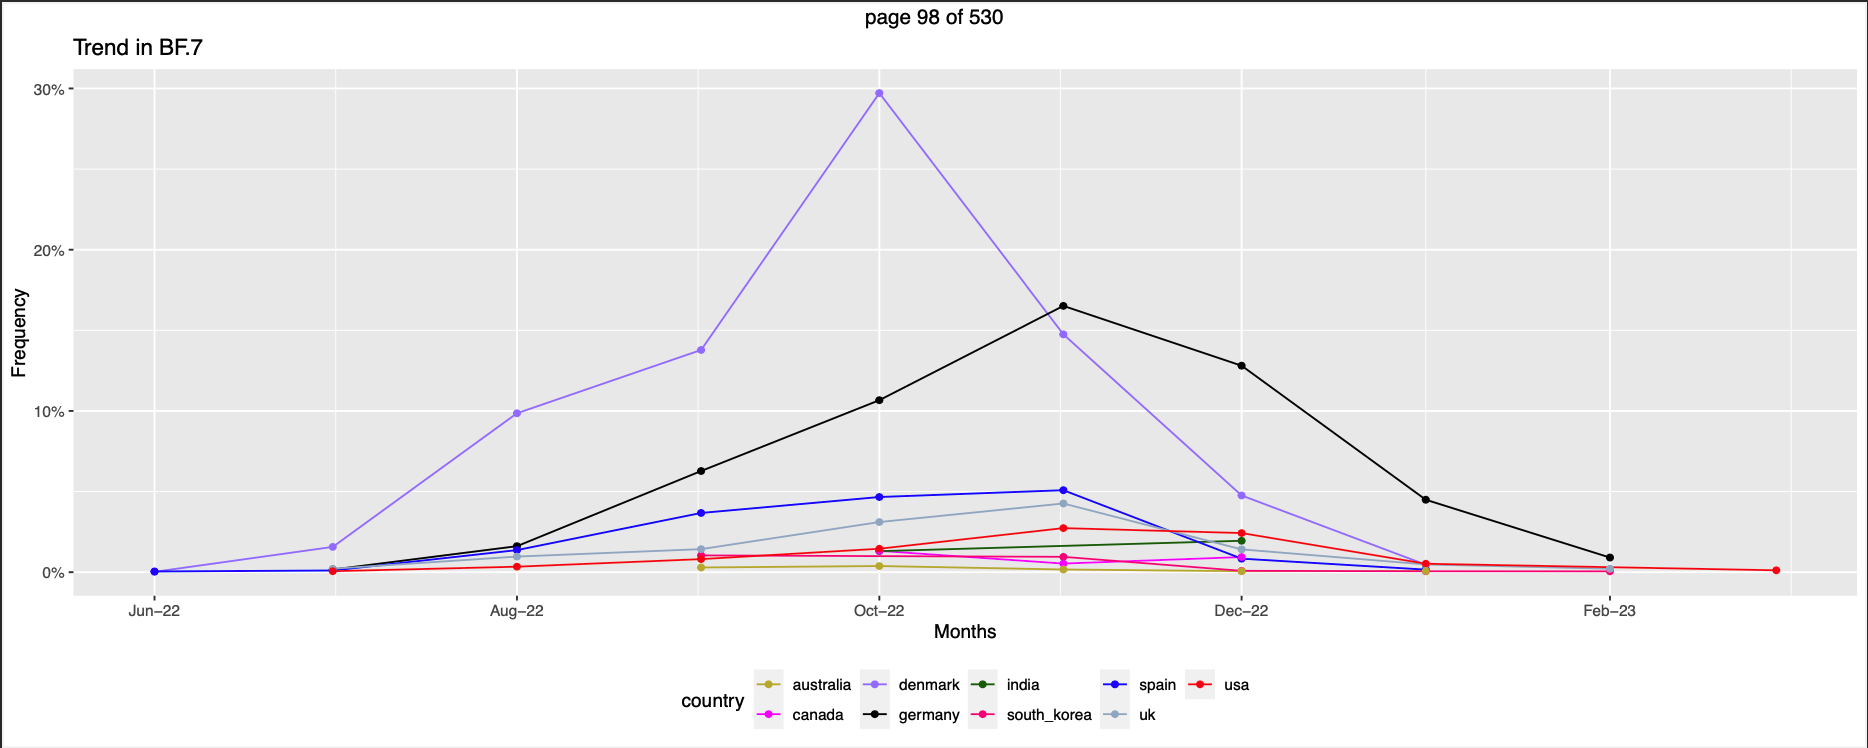 page 98 of 530
Trend in BF.7
30%
20%
10%
0%
Frequency
Jun–22 Aug–22 Oct–22 Dec–22 Feb–23
Months
country
australia denmark india spain usa
canada germany south_korea uk